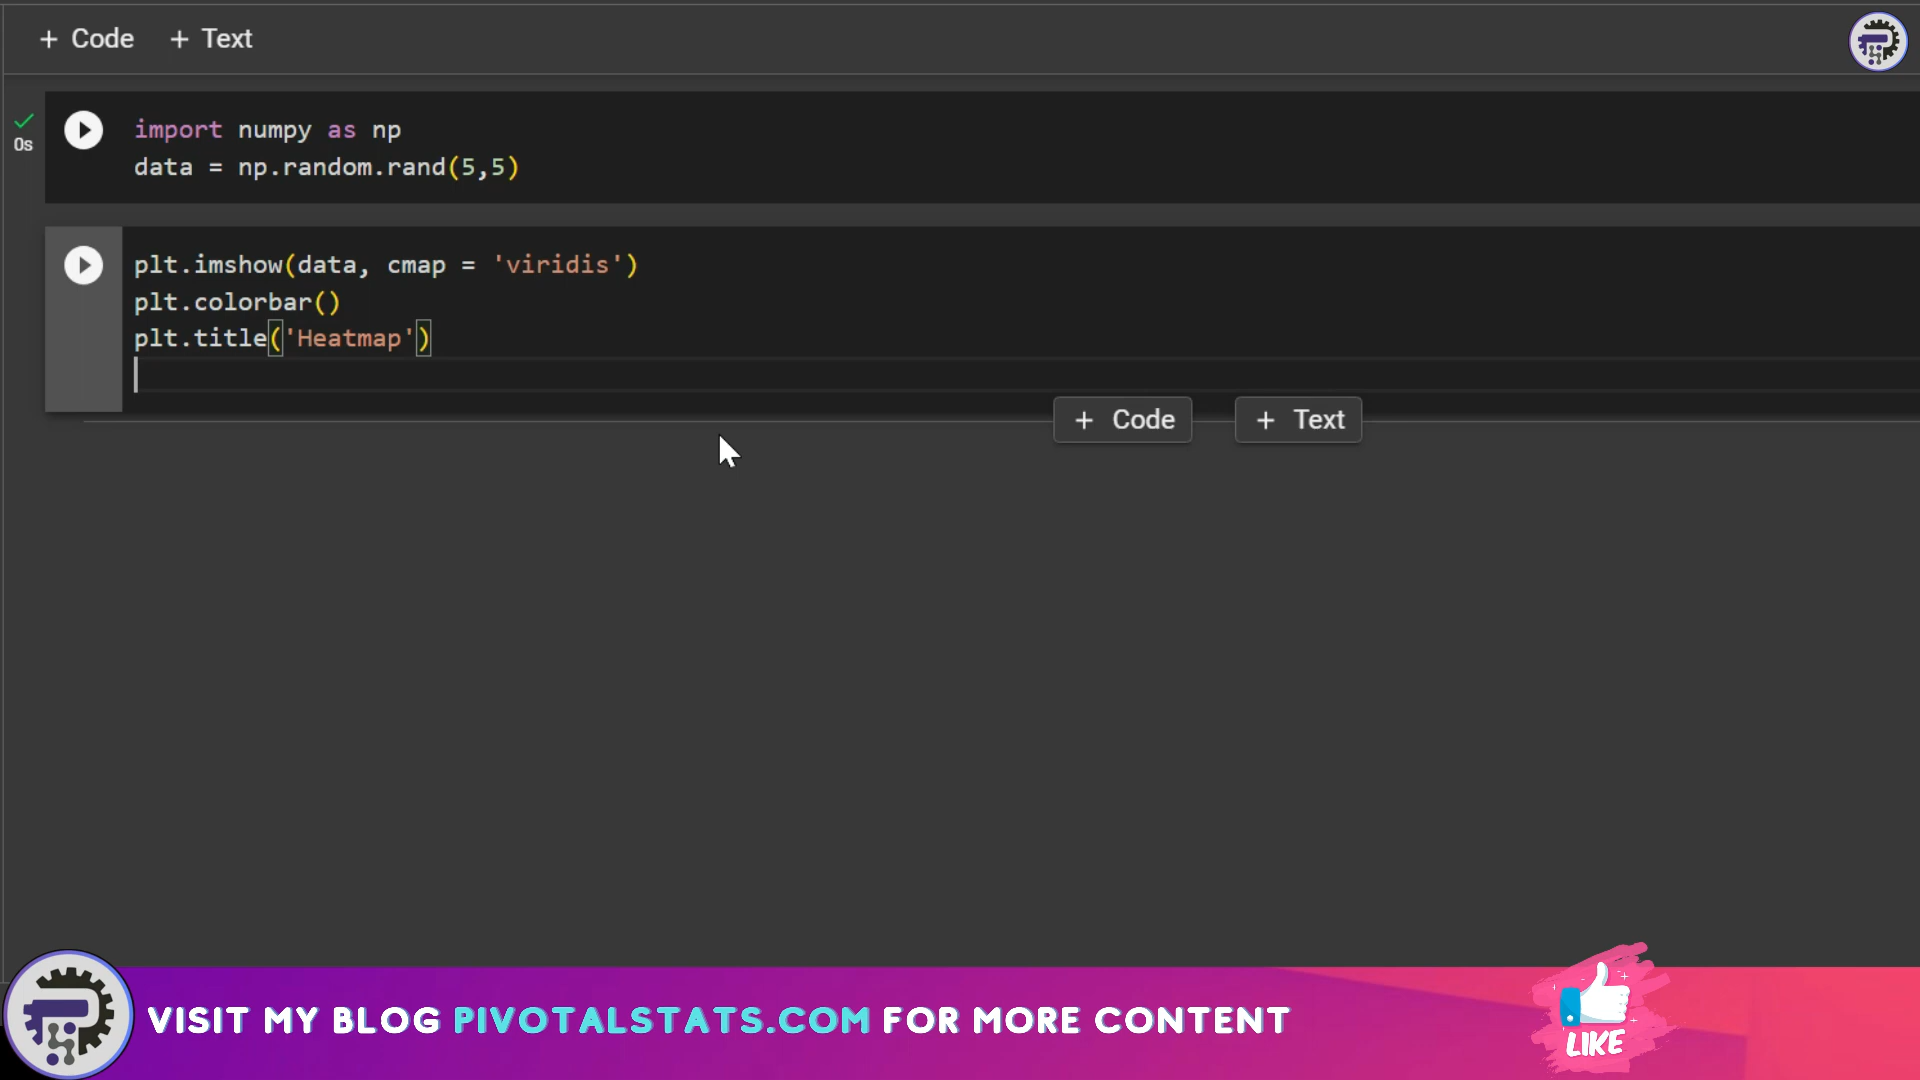 + Code + Text
0s
import numpy as np
data = np.random.rand(5,5)
plt.imshow(data, cmap = 'viridis')
plt.colorbar()
plt.title('Heatmap')
+ Code + Text
VISIT MY BLOG PIVOTALSTATS.COM FOR MORE CONTENT
LIKE